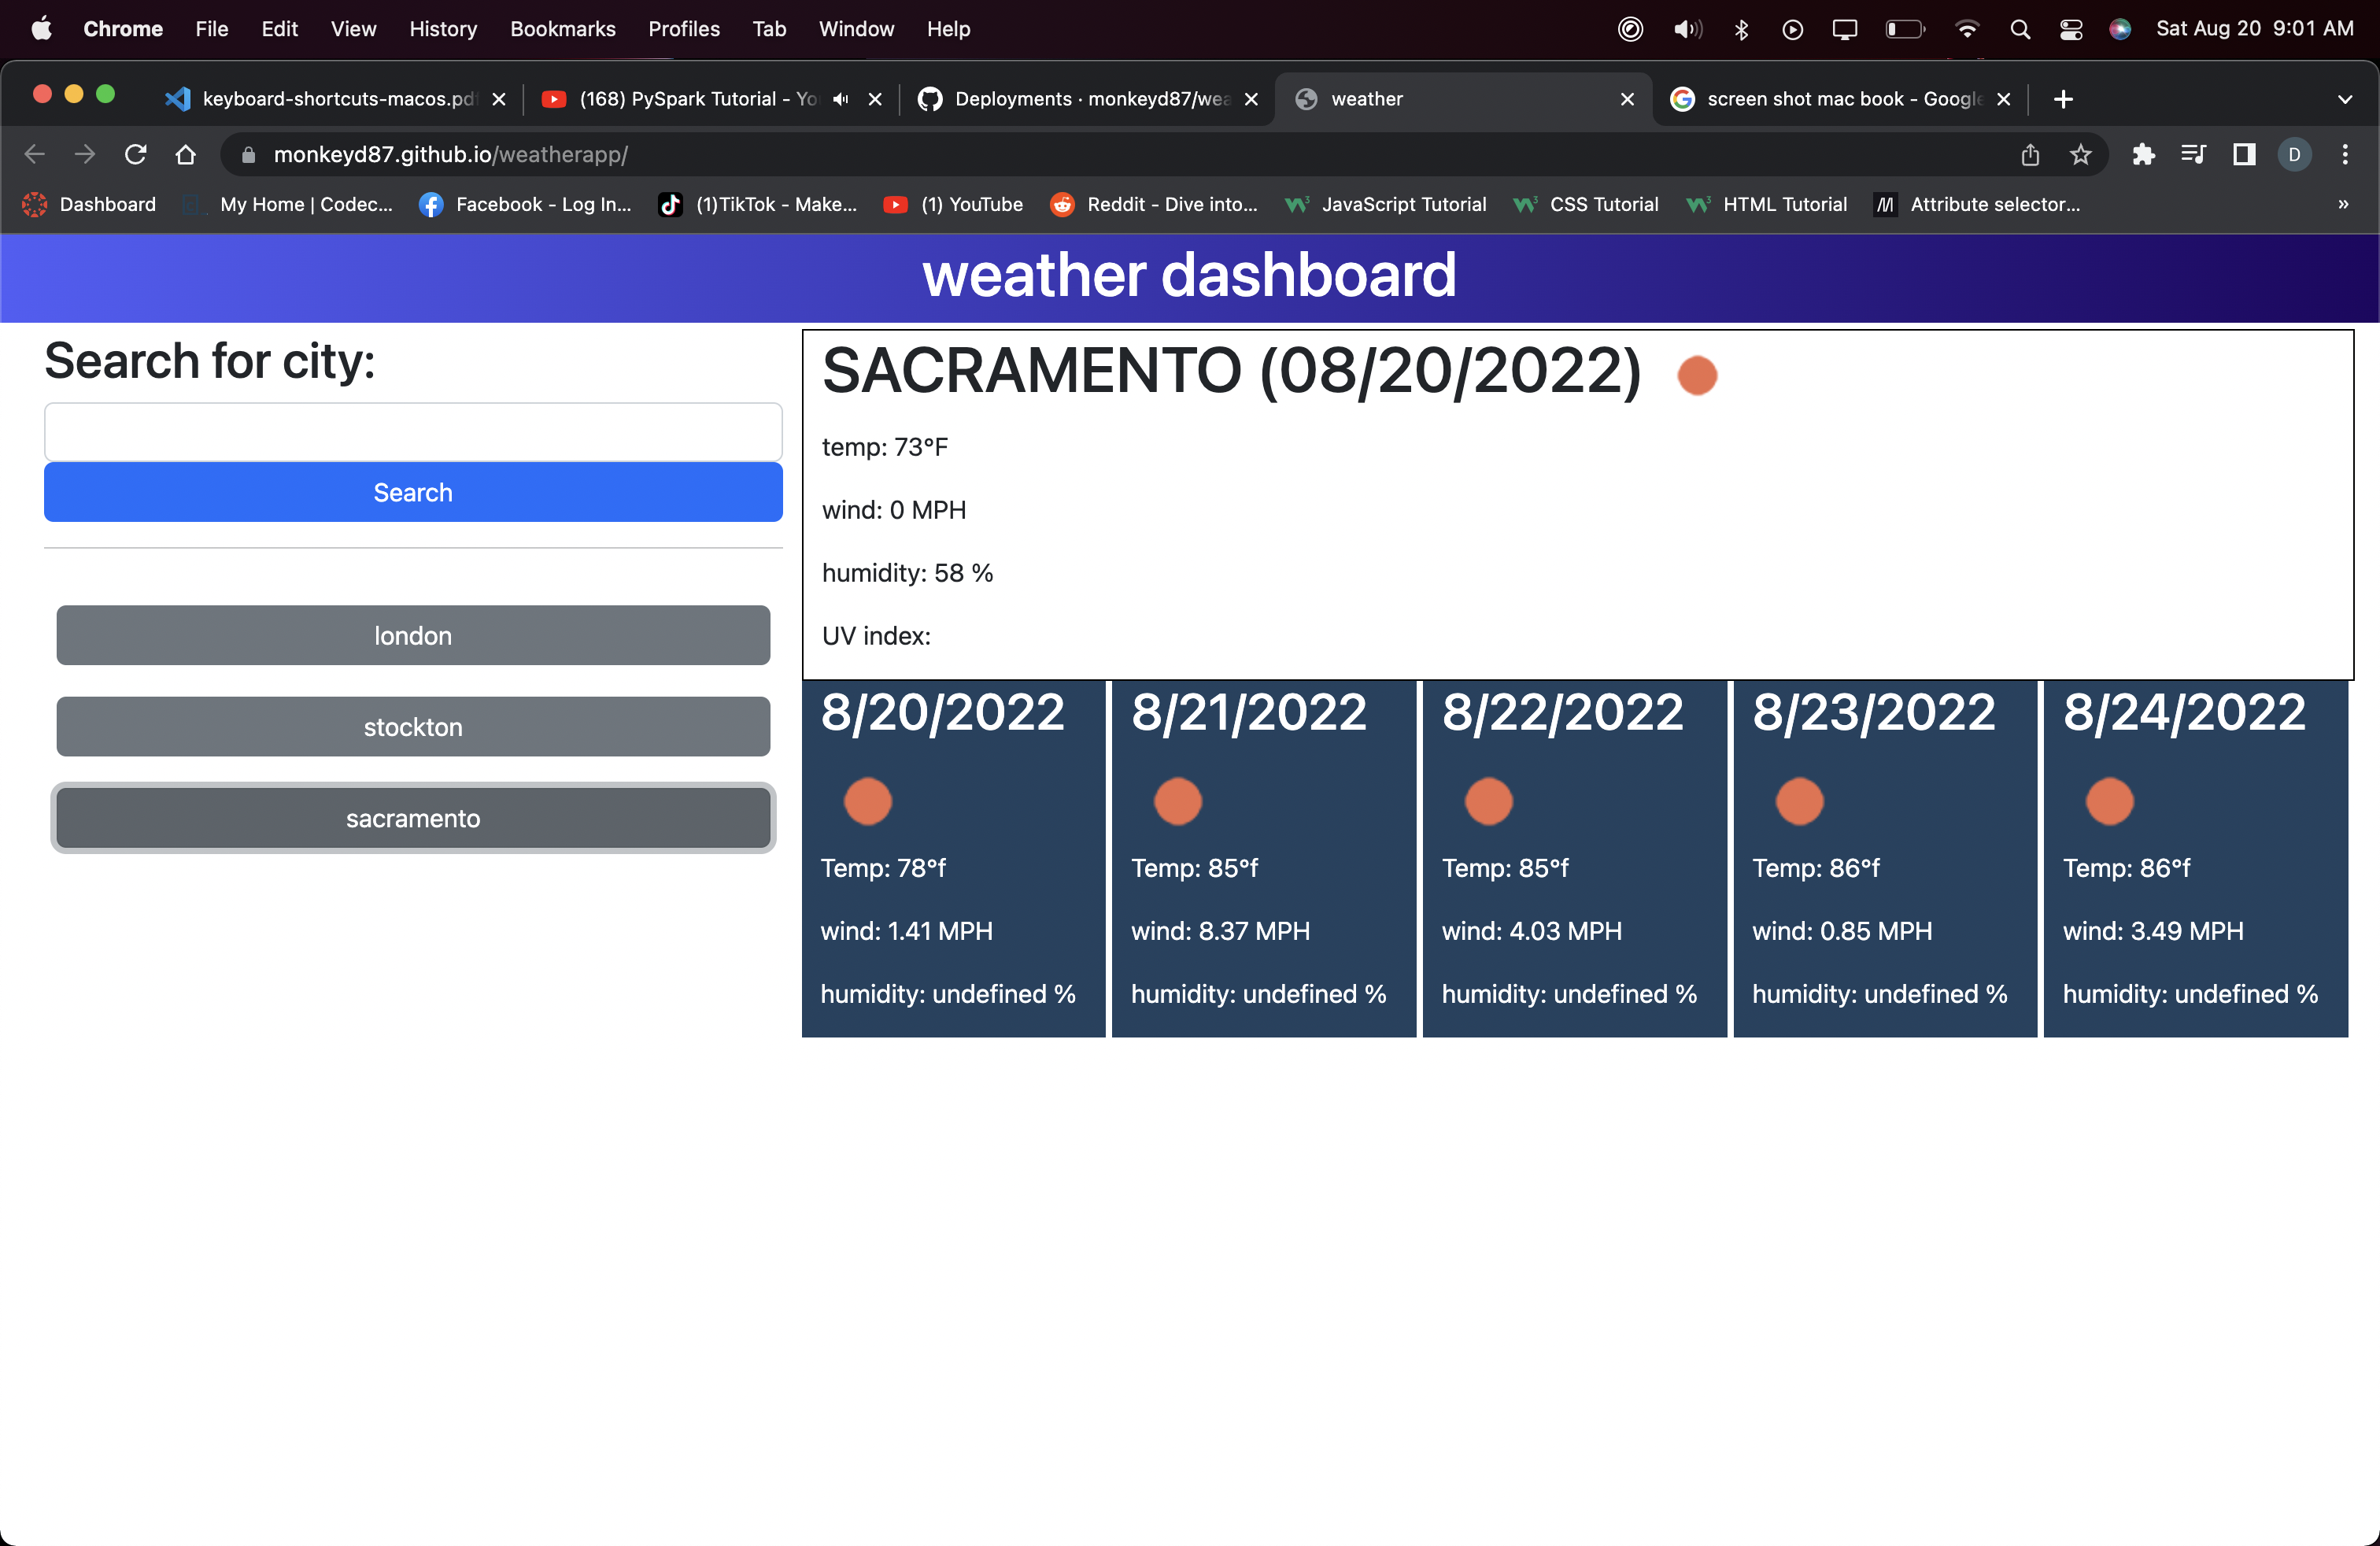 Chrome File Edit View History Bookmarks Profiles Tab Window Help Sat Aug 20 9:01 AM
keyboard-shortcuts-macos.pdf (168) PySpark Tutorial - Yo Deployments · monkeyd87/wea weather screen shot mac book - Google
monkeyd87.github.io/weatherapp/ D
Dashboard My Home | Codec... Facebook - Log In... (1)TikTok - Make... (1) YouTube Reddit - Dive into... JavaScript Tutorial CSS Tutorial HTML Tutorial Attribute selector... »
weather dashboard
Search for city:
Search
london
stockton
sacramento
SACRAMENTO (08/20/2022)
temp: 73°F
wind: 0 MPH
humidity: 58 %
UV index:
8/20/2022
Temp: 78°f
wind: 1.41 MPH
humidity: undefined %
8/21/2022
Temp: 85°f
wind: 8.37 MPH
humidity: undefined %
8/22/2022
Temp: 85°f
wind: 4.03 MPH
humidity: undefined %
8/23/2022
Temp: 86°f
wind: 0.85 MPH
humidity: undefined %
8/24/2022
Temp: 86°f
wind: 3.49 MPH
humidity: undefined %